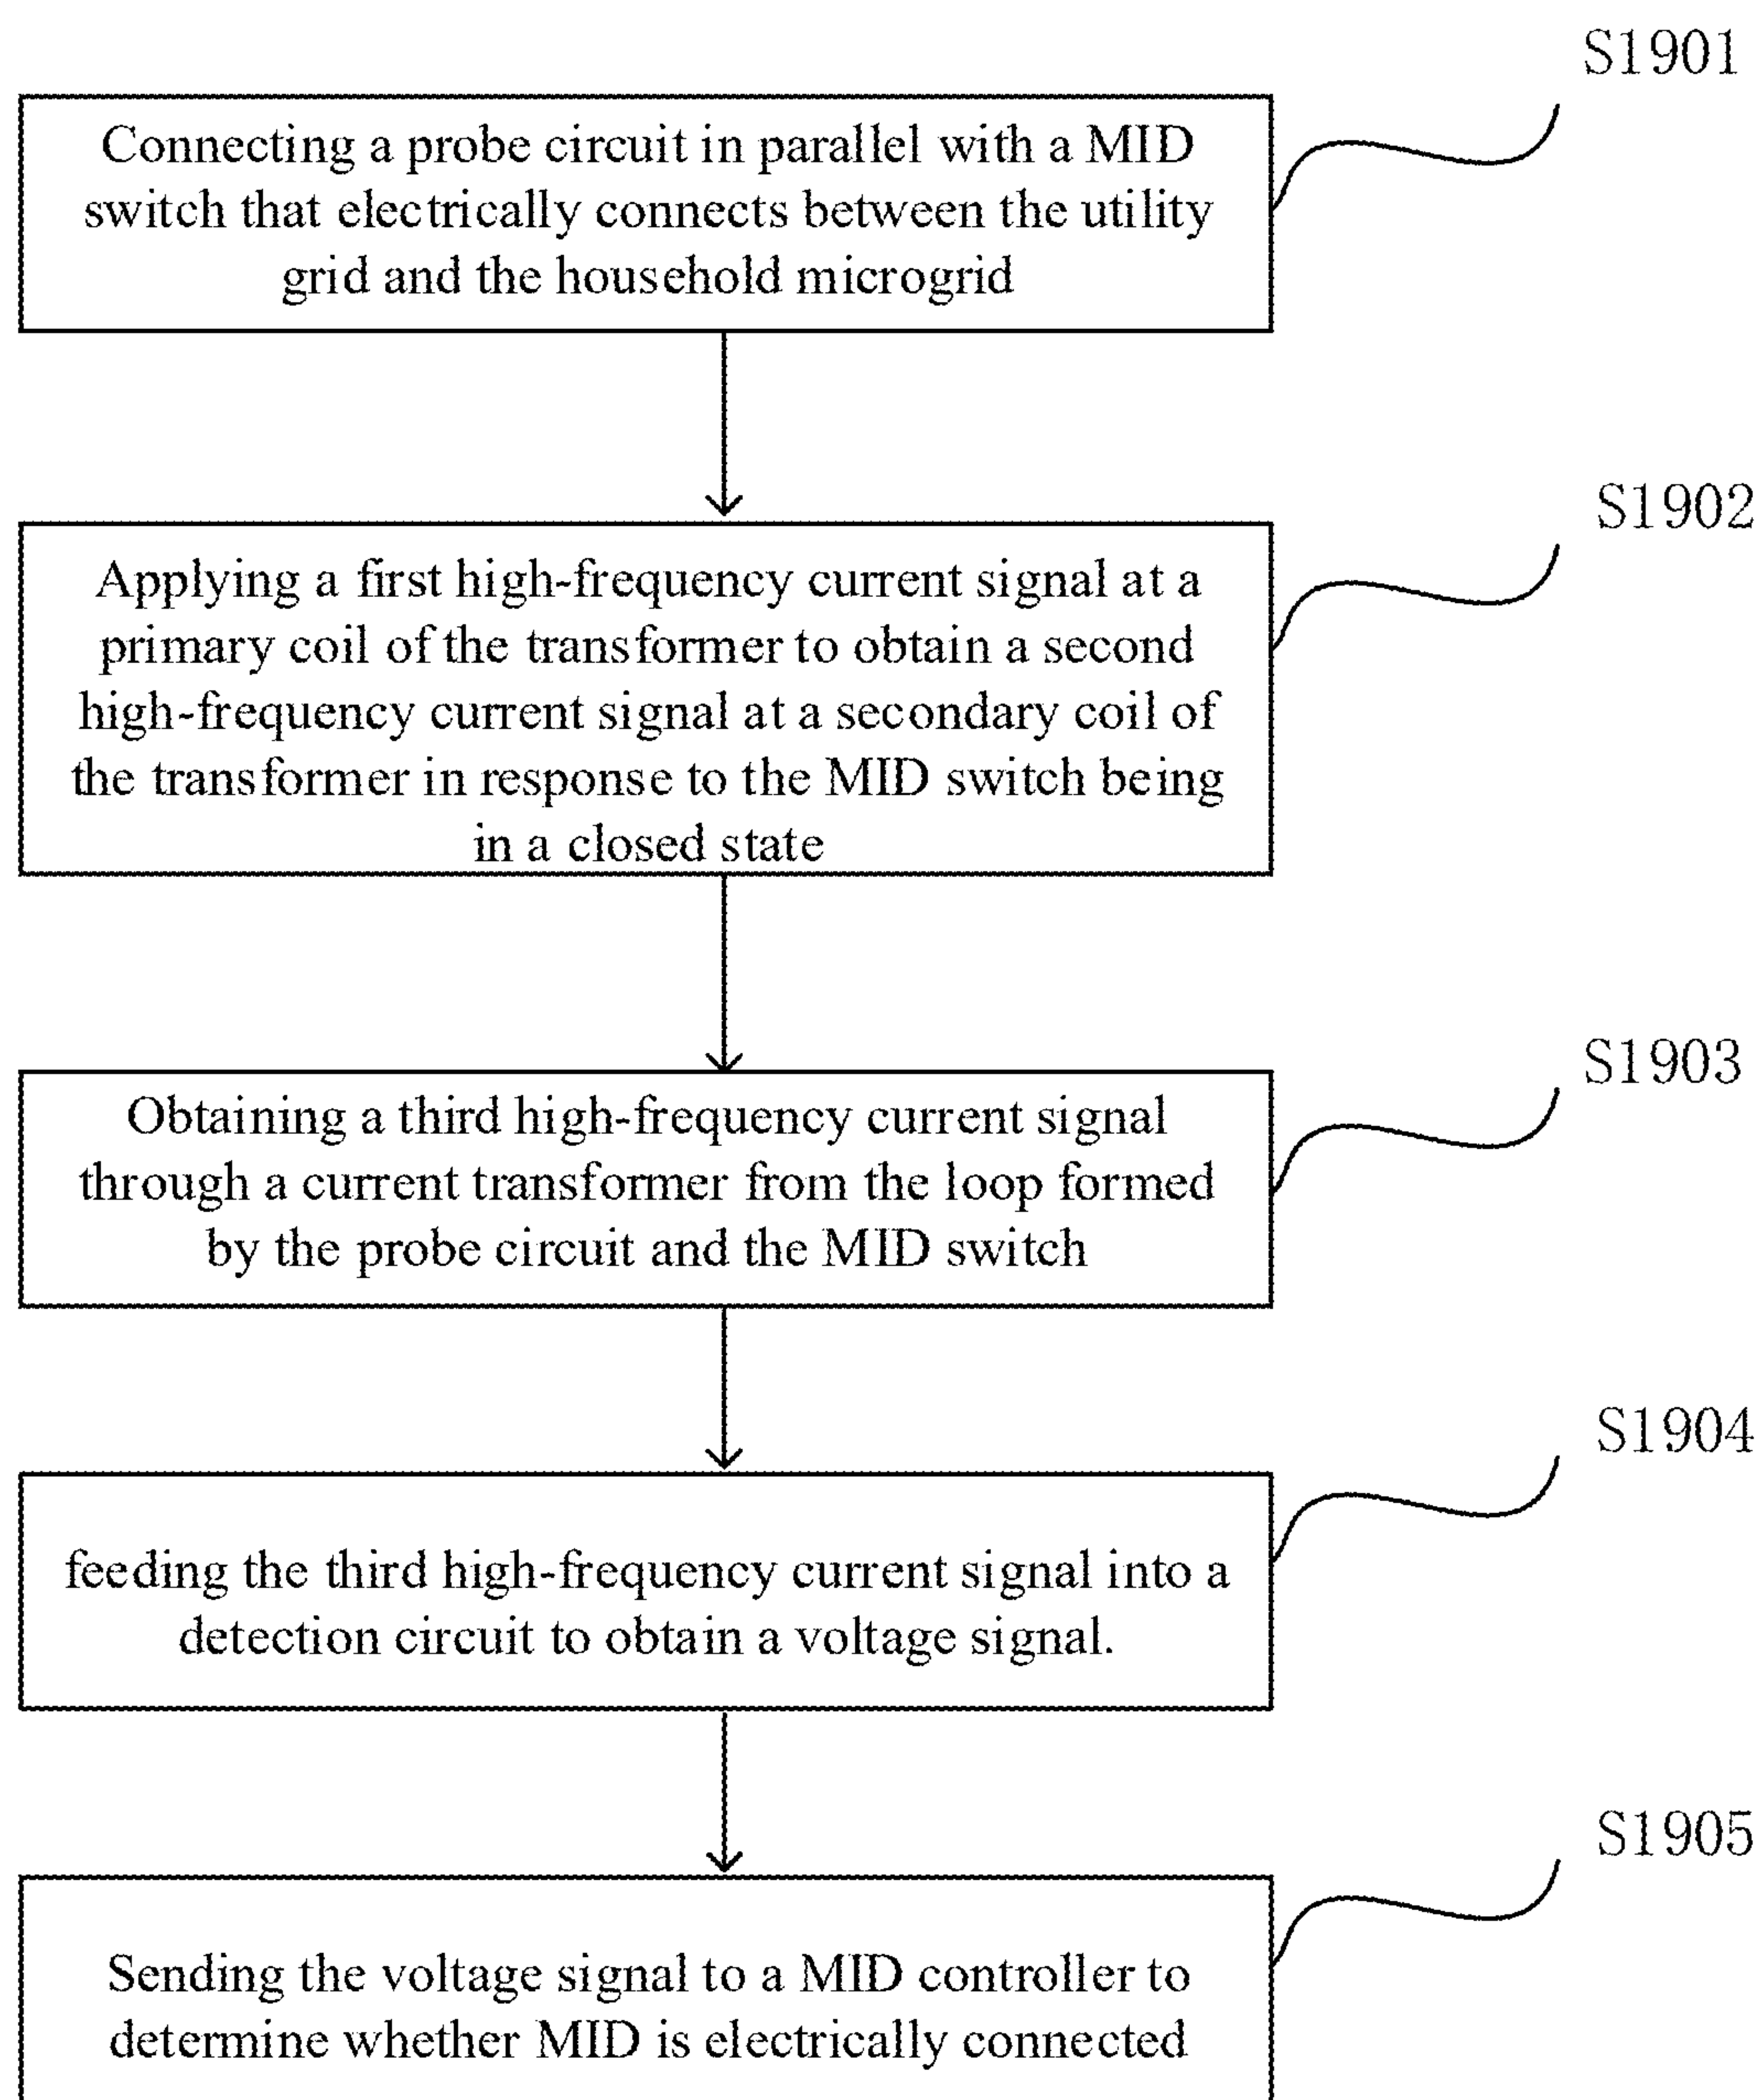 S1901
Connecting a probe circuit in parallel with a MID
switch that electrically connects between the utility
grid and the household microgrid
S1902
Applying a first high-frequency current signal at a
primary coil of the transformer to obtain a second
high-frequency current signal at a secondary coil of
the transformer in response to the MID switch being
in a closed state
S1903
Obtaining a third high-frequency current signal
through a current transformer from the loop formed
by the probe circuit and the MID switch
S1904
feeding the third high-frequency current signal into a
detection circuit to obtain a voltage signal.
S1905
Sending the voltage signal to a MID controller to
determine whether MID is electrically connected